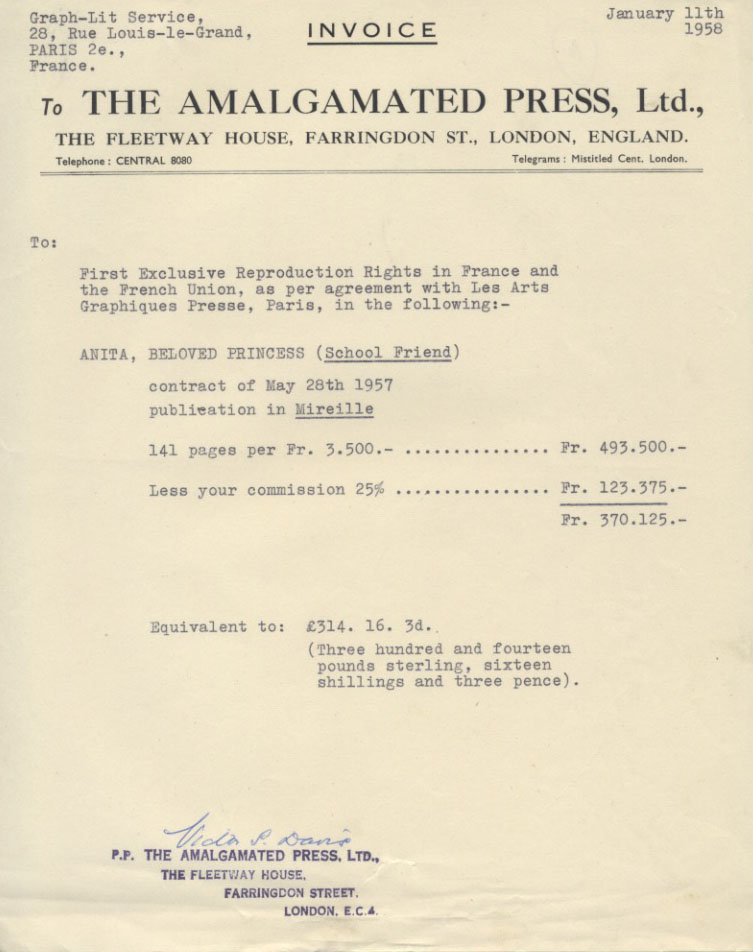 Graph-Lit Service,
28, Rue Louis-le-Grand,
PARIS 2e.,
France.
INVOICE
January 11th
1958
To THE AMALGAMATED PRESS, Ltd.,
THE FLEETWAY HOUSE, FARRINGDON ST., LONDON, ENGLAND.
Telephone: CENTRAL 8080
Telegrams: Mistitled Cent. London.
To:
First Exclusive Reproduction Rights in France and
the French Union, as per agreement with Les Arts
Graphiques Presse, Paris, in the following:-
ANITA, BELOVED PRINCESS (School Friend)
contract of May 28th 1957
publication in Mireille
141 pages per Fr. 3.500.- ............... Fr. 493.500.-
Less your commission 25% ................ Fr. 123.375.-
Fr. 370.125.-
Equivalent to: £314. 16. 3d.
(Three hundred and fourteen
pounds sterling, sixteen
shillings and three pence).
P.P. THE AMALGAMATED PRESS, LTD.,
THE FLEETWAY HOUSE,
FARRINGDON STREET.
LONDON, E.C.4.